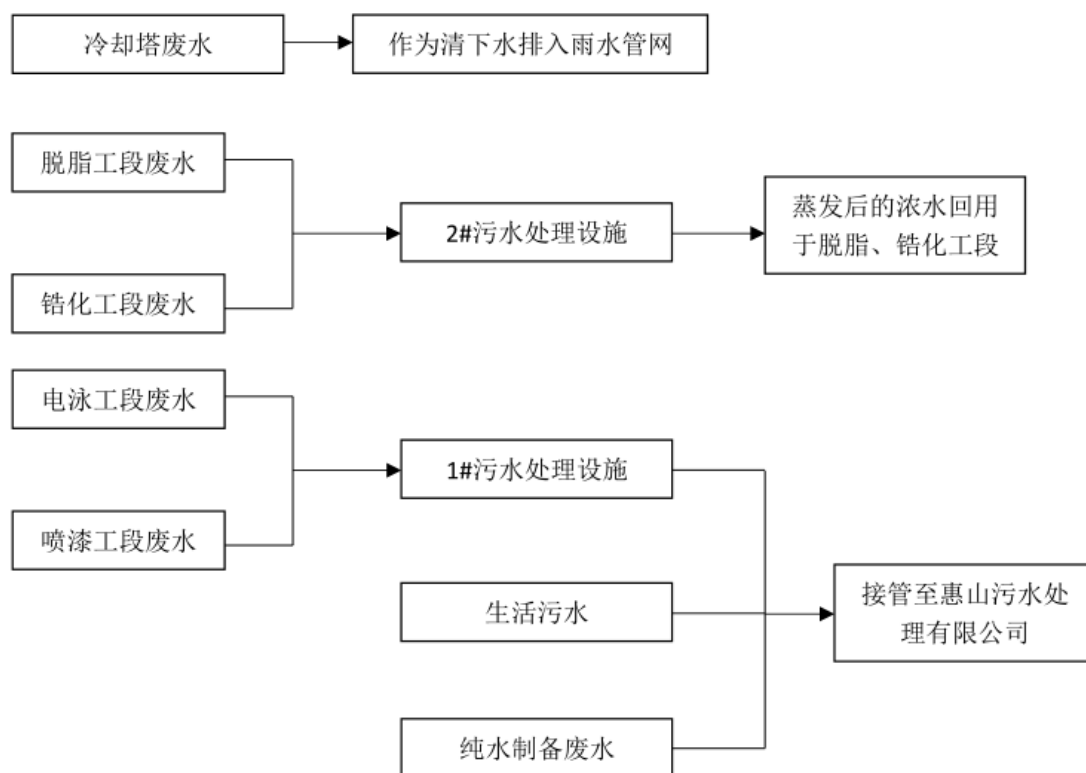 冷却塔废水
作为清下水排入雨水管网
脱脂工段废水
2#污水处理设施
蒸发后的浓水回用
于脱脂、锆化工段
锆化工段废水
电泳工段废水
1#污水处理设施
喷漆工段废水
生活污水
接管至惠山污水处
理有限公司
纯水制备废水